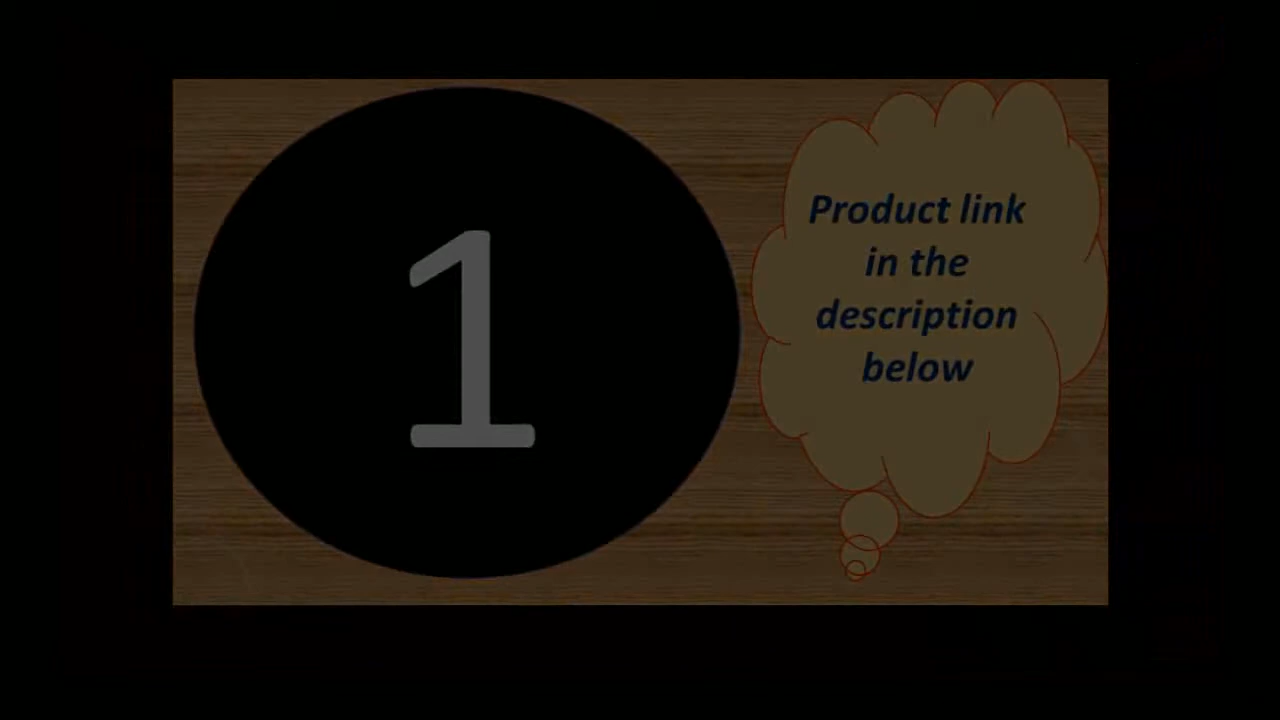 1
Product link
in the
description
below